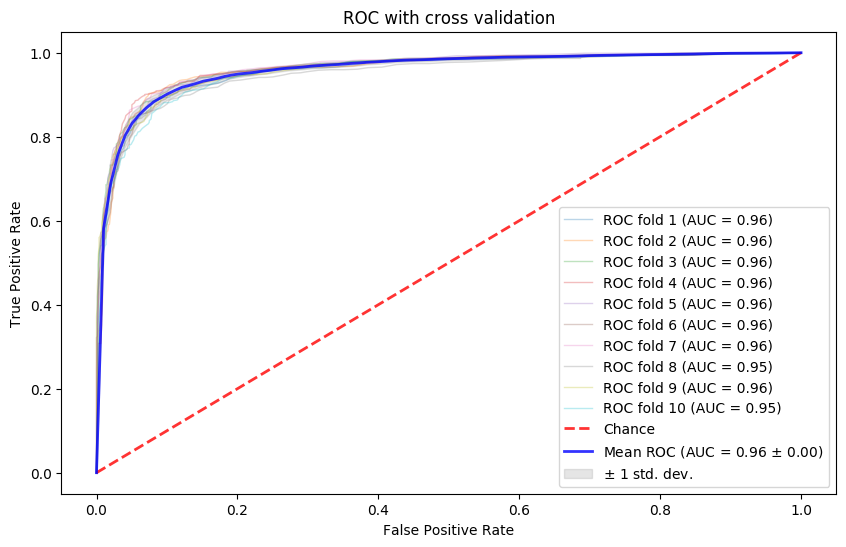 ROC with cross validation
True Positive Rate
1.0
0.8
0.6
0.4
0.2
0.0
ROC fold 1 (AUC = 0.96)
ROC fold 2 (AUC = 0.96)
ROC fold 3 (AUC = 0.96)
ROC fold 4 (AUC = 0.96)
ROC fold 5 (AUC = 0.96)
ROC fold 6 (AUC = 0.96)
ROC fold 7 (AUC = 0.96)
ROC fold 8 (AUC = 0.95)
ROC fold 9 (AUC = 0.96)
ROC fold 10 (AUC = 0.95)
Chance
Mean ROC (AUC = 0.96 ± 0.00)
± 1 std. dev.
0.0 0.2 0.4 0.6 0.8 1.0
False Positive Rate